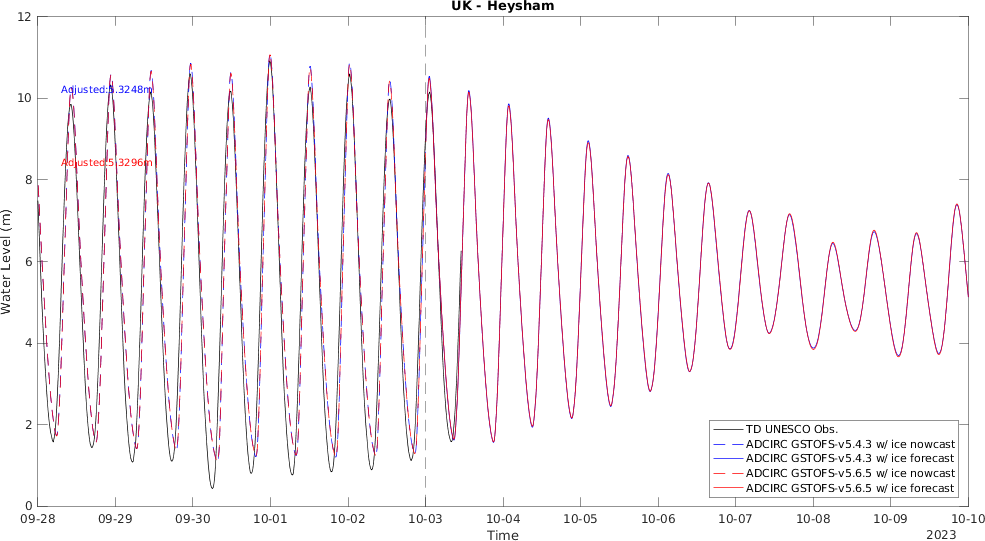 UK - Heysham
12
10
8
6
4
2
0
Water Level (m)
Adjusted:5.3248m
Adjusted:5.3296m
TD UNESCO Obs.
ADCIRC GSTOFS-v5.4.3 w/ ice nowcast
ADCIRC GSTOFS-v5.4.3 w/ ice forecast
ADCIRC GSTOFS-v5.6.5 w/ ice nowcast
ADCIRC GSTOFS-v5.6.5 w/ ice forecast
09-28 09-29 09-30 10-01 10-02 10-03 10-04 10-05 10-06 10-07 10-08 10-09 10-10
Time
2023